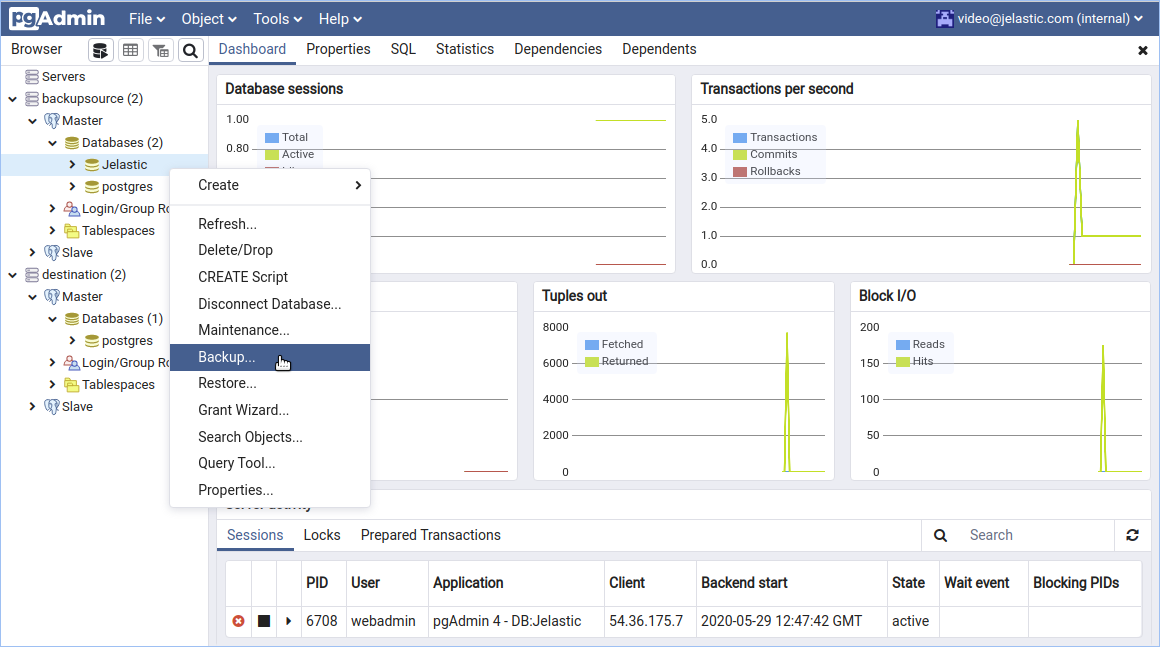 pgAdmin File Object Tools Help video@jelastic.com (internal)
Browser Dashboard Properties SQL Statistics Dependencies Dependents
Servers
backupsource (2)
Master
Databases (2)
Jelastic
postgres
Login/Group Ro
Tablespaces
Slave
destination (2)
Master
Databases (1)
postgres
Login/Group Ro
Tablespaces
Slave
Create
Refresh...
Delete/Drop
CREATE Script
Disconnect Database...
Maintenance...
Backup...
Restore...
Grant Wizard...
Search Objects...
Query Tool...
Properties...
Database sessions
1.00
0.80
Total
Active
Transactions per second
5.0
4.0
3.0
2.0
1.0
0.0
Transactions
Commits
Rollbacks
Tuples out
8000
6000
4000
2000
0
Fetched
Returned
Block I/O
200
150
100
50
0
Reads
Hits
Sessions Locks Prepared Transactions Search
PID User Application Client Backend start State Wait event Blocking PIDs
6708 webadmin pgAdmin 4 - DB:Jelastic 54.36.175.7 2020-05-29 12:47:42 GMT active